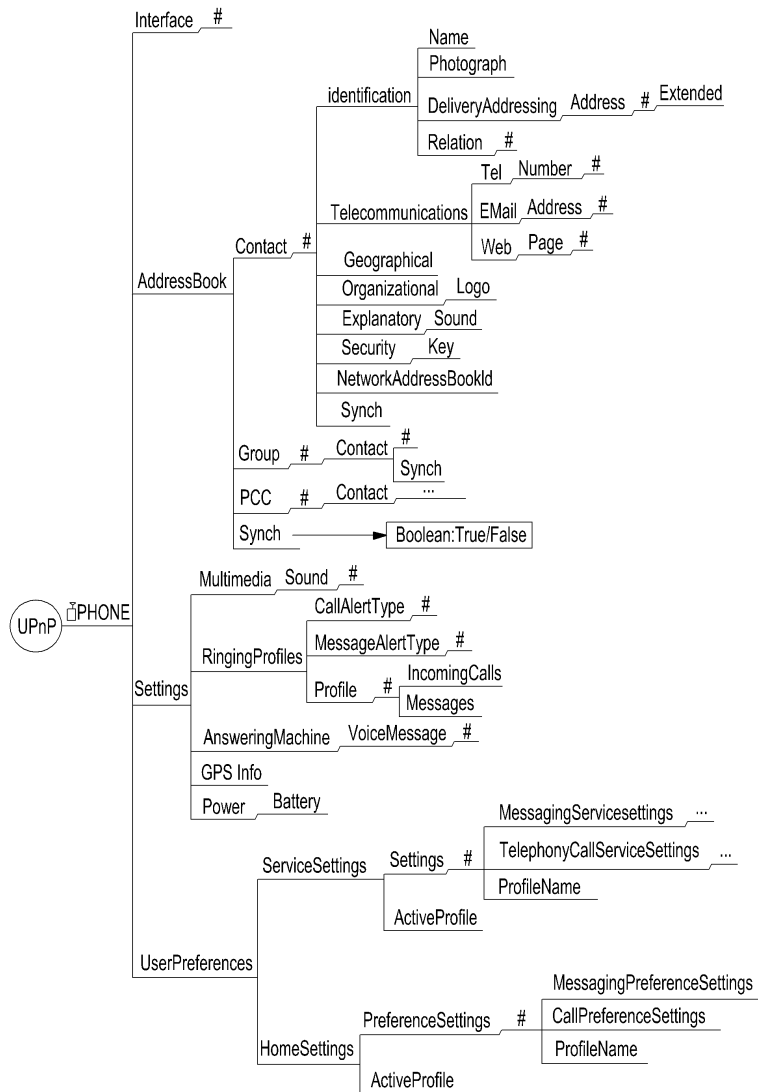 Interface #
Name
Photograph
identification
DeliveryAddressing Address # Extended
Relation #
Tel Number #
Telecommunications
EMail Address #
Web Page #
Contact #
Geographical
AddressBook
Organizational Logo
Explanatory Sound
Security Key
NetworkAddressBookId
Synch
Group # Contact #
Synch
PCC # Contact ...
Synch Boolean:True/False
Multimedia Sound #
UPnP PHONE
CallAlertType #
MessageAlertType #
RingingProfiles
Profile # IncomingCalls
Messages
Settings
AnsweringMachine VoiceMessage #
GPS Info
Power Battery
MessagingServicesettings ...
ServiceSettings Settings # TelephonyCallServiceSettings ...
ProfileName
ActiveProfile
UserPreferences
MessagingPreferenceSettings
PreferenceSettings # CallPreferenceSettings
HomeSettings ProfileName
ActiveProfile